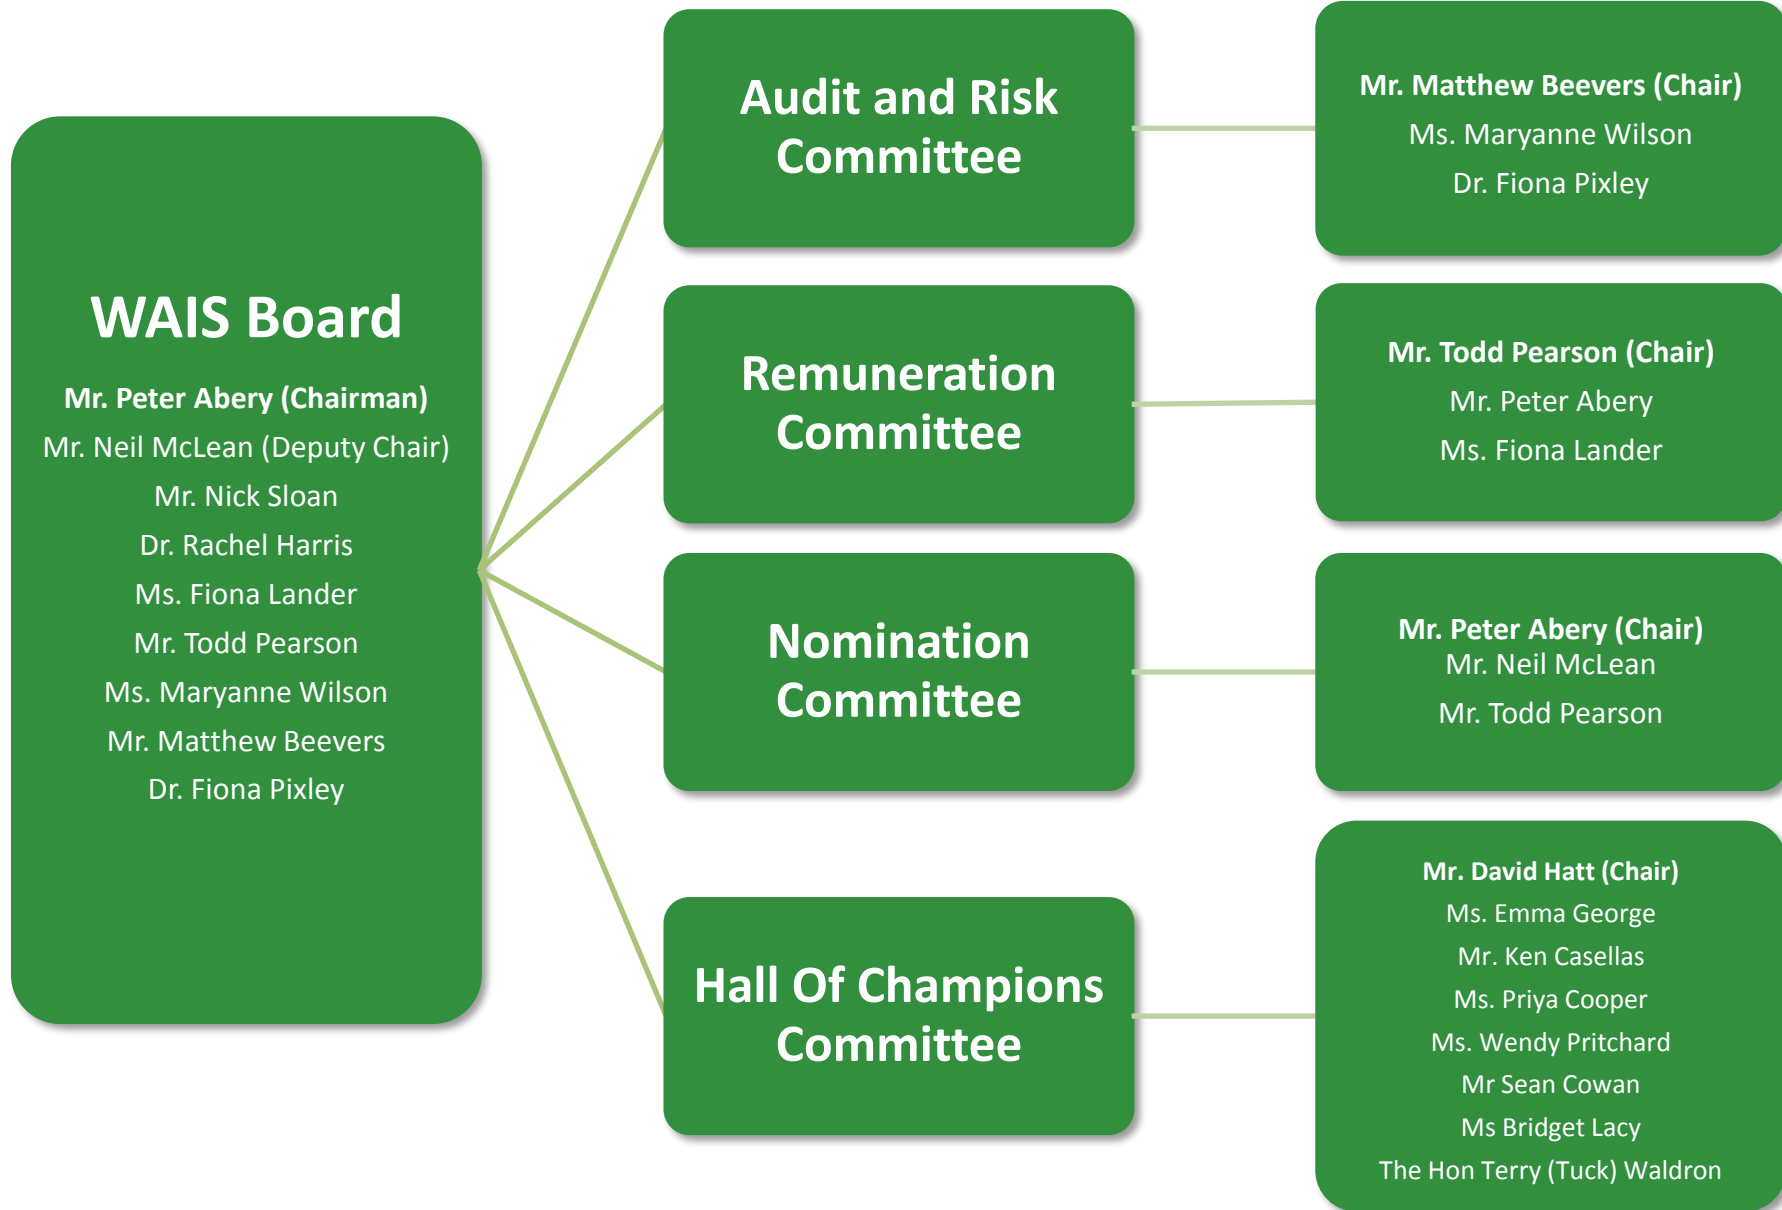 WAIS Board
Mr. Peter Abery (Chairman)
Mr. Neil McLean (Deputy Chair)
Mr. Nick Sloan
Dr. Rachel Harris
Ms. Fiona Lander
Mr. Todd Pearson
Ms. Maryanne Wilson
Mr. Matthew Beevers
Dr. Fiona Pixley
Audit and Risk
Committee
Mr. Matthew Beevers (Chair)
Ms. Maryanne Wilson
Dr. Fiona Pixley
Remuneration
Committee
Mr. Todd Pearson (Chair)
Mr. Peter Abery
Ms. Fiona Lander
Nomination
Committee
Mr. Peter Abery (Chair)
Mr. Neil McLean
Mr. Todd Pearson
Hall Of Champions
Committee
Mr. David Hatt (Chair)
Ms. Emma George
Mr. Ken Casellas
Ms. Priya Cooper
Ms. Wendy Pritchard
Mr Sean Cowan
Ms Bridget Lacy
The Hon Terry (Tuck) Waldron